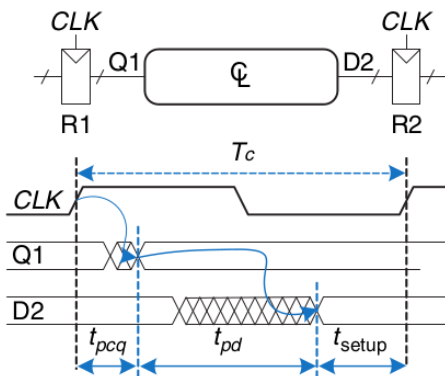 CLK CLK
Q1 CL D2
R1 R2
Tc
CLK
Q1
D2
tpcq tpd tsetup